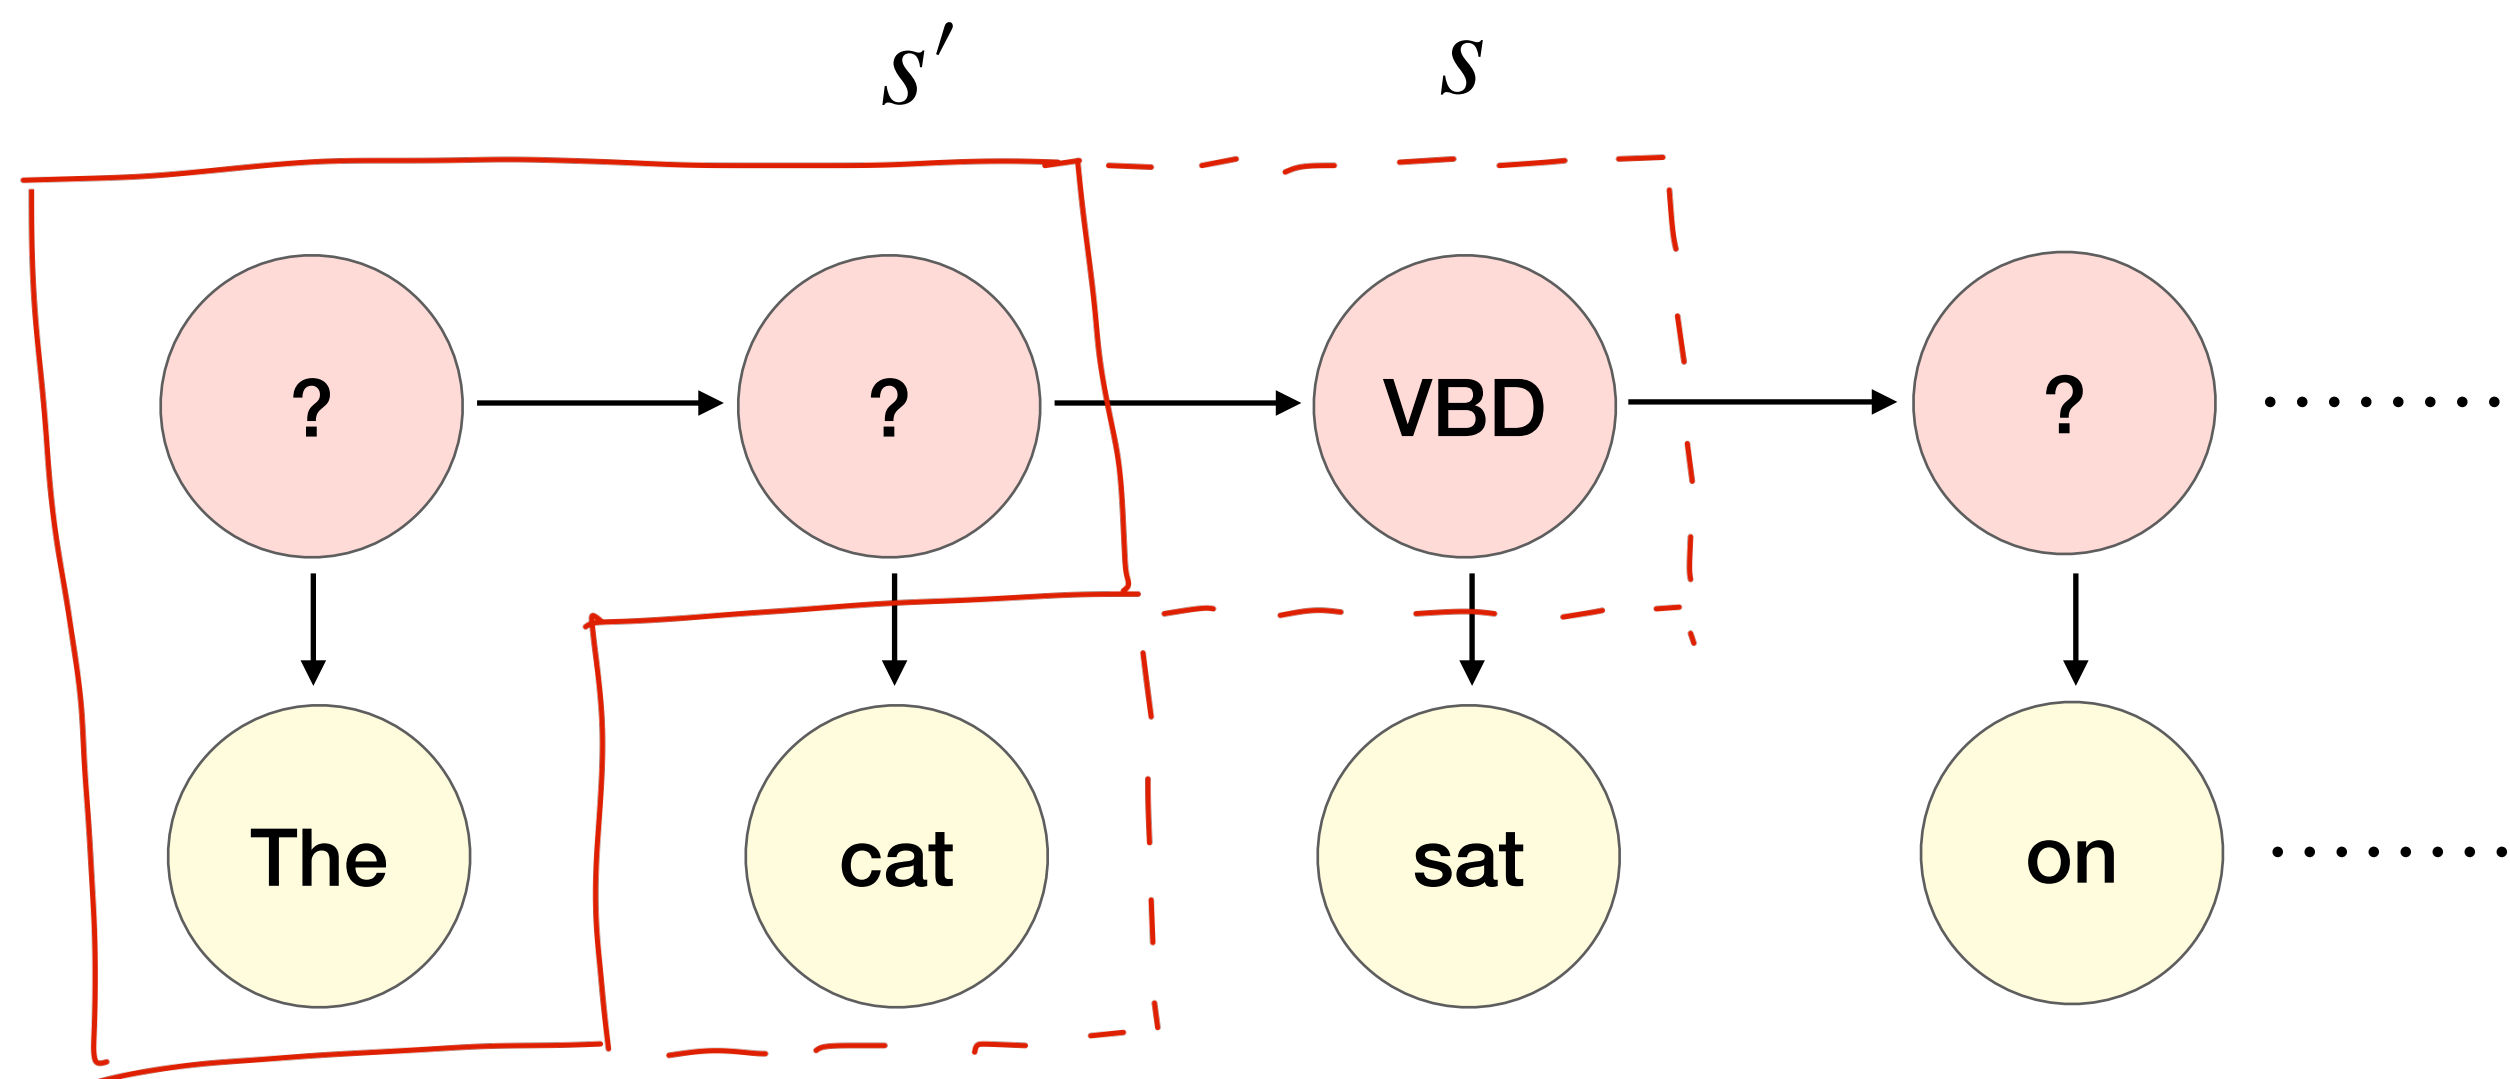 s′ s
? ? VBD ?
The cat sat on